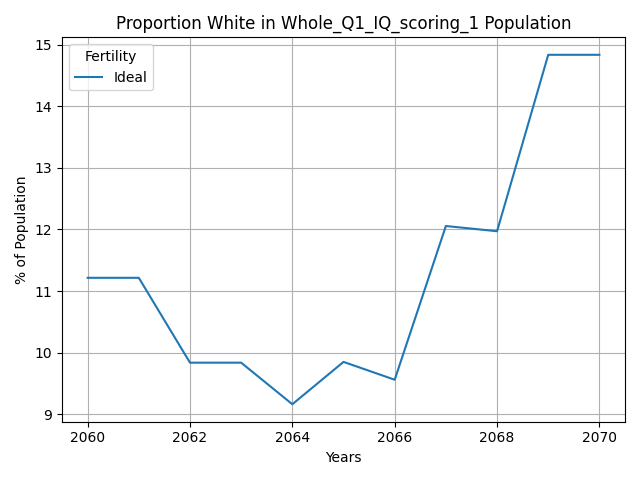 Proportion White in Whole_Q1_IQ_scoring_1 Population
Fertility
Ideal
% of Population
15
14
13
12
11
10
9
2060 2062 2064 2066 2068 2070
Years